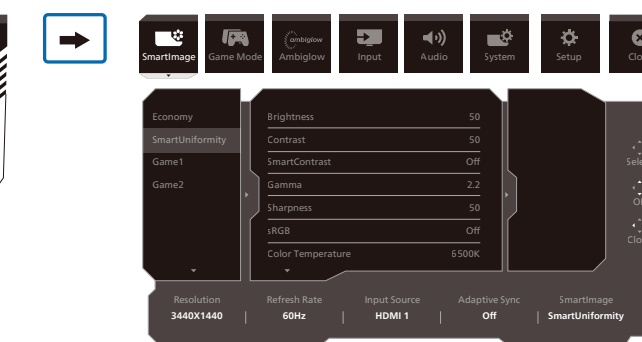 ambiglow
SmartImage Game Mode Ambiglow Input Audio System Setup
Economy
SmartUniformity
Game1
Game2
Brightness 50
Contrast 50
SmartContrast Off
Gamma 2.2
Sharpness 50
sRGB Off
Color Temperature 6500K
Resolution Refresh Rate Input Source Adaptive Sync SmartImage
3440X1440 | 60Hz | HDMI 1 | Off | SmartUniformity